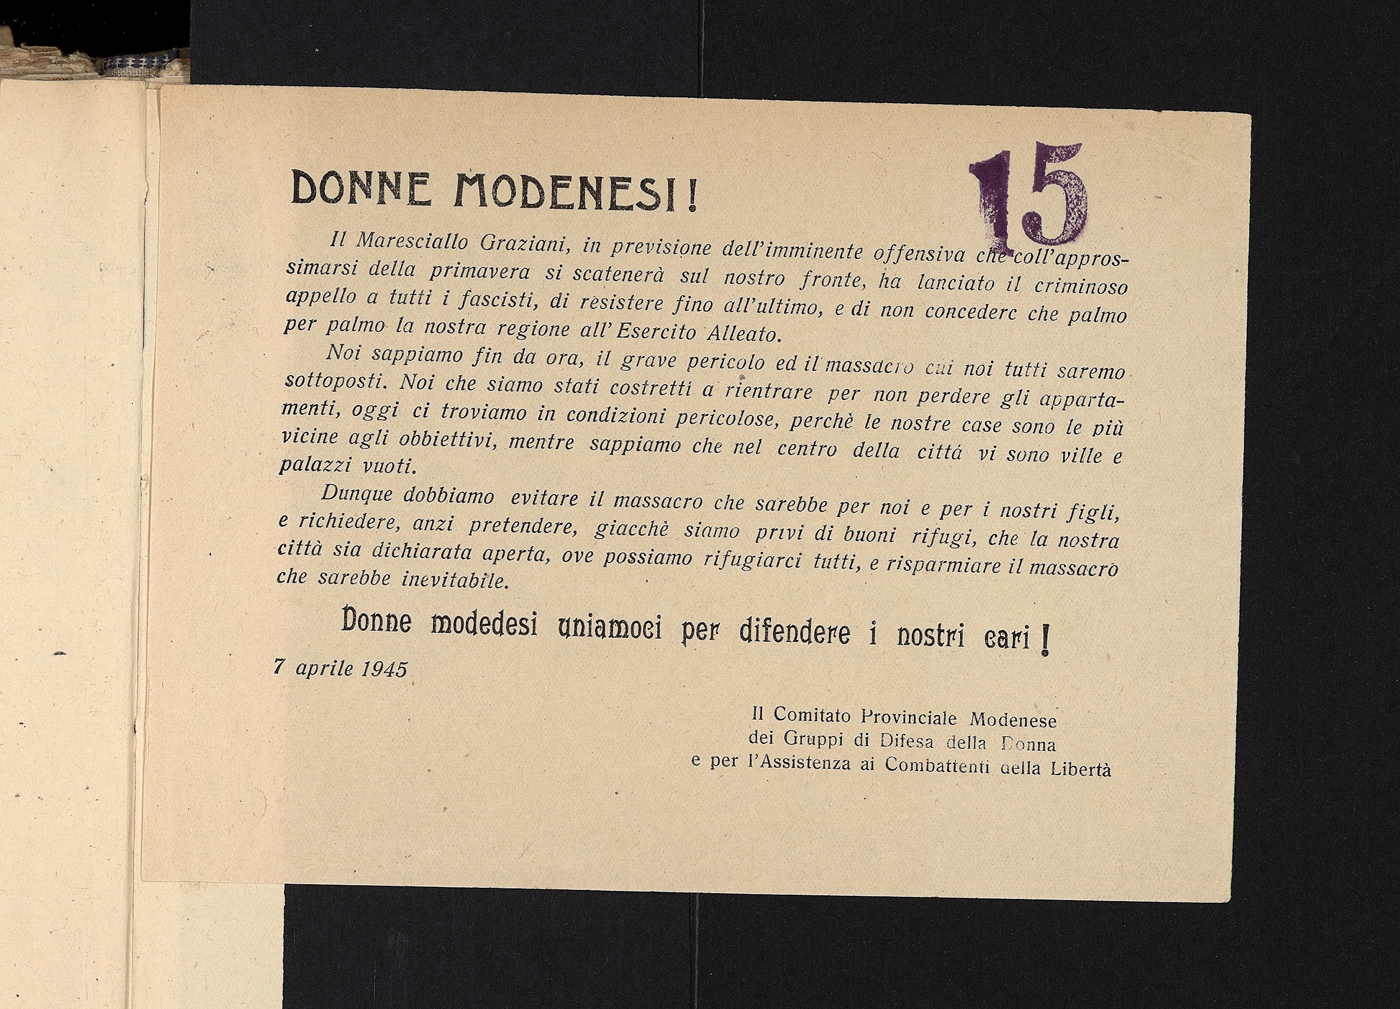 15
DONNE MODENESI!
Il Maresciallo Graziani, in previsione dell'imminente offensiva che coll'appros-
simarsi della primavera si scatenerà sul nostro fronte, ha lanciato il criminoso
appello a tutti i fascisti, di resistere fino all'ultimo, e di non concedere che palmo
per palmo la nostra regione all' Esercito Alleato.
Noi sappiamo fin da ora, il grave pericolo ed il massacro cui noi tutti saremo
sottoposti. Noi che siamo stati costretti a rientrare per non perdere gli apparta-
menti, oggi ci troviamo in condizioni pericolose, perchè le nostre case sono le più
vicine agli obbiettivi, mentre sappiamo che nel centro della cittá vi sono ville e
palazzi vuoti.
Dunque dobbiamo evitare il massacro che sarebbe per noi e per i nostri figli,
e richiedere, anzi pretendere, giacchè siamo privi di buoni rifugi, che la nostra
città sia dichiarata aperta, ove possiamo rifugiarci tutti, e risparmiare il massacro
che sarebbe inevitabile.
Donne modedesi uniamoci per difendere i nostri cari!
7 aprile 1945
Il Comitato Provinciale Modenese
dei Gruppi di Difesa della Donna
e per l'Assistenza ai Combattenti della Libertà